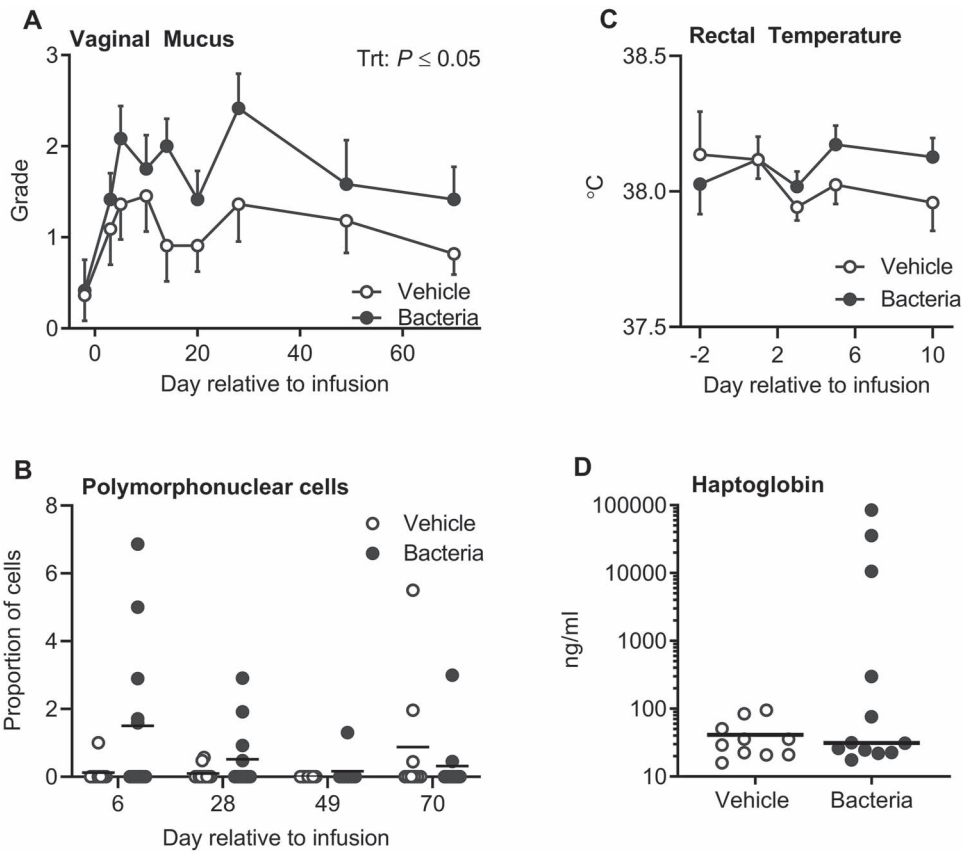 A
Vaginal Mucus
Trt: P ≤ 0.05
3
2
1
0
Grade
Vehicle
Bacteria
0 20 40 60
Day relative to infusion
C
Rectal Temperature
38.5
38.0
37.5
°C
Vehicle
Bacteria
-2 2 6 10
Day relative to infusion
B
Polymorphonuclear cells
8
6
4
2
0
Proportion of cells
Vehicle
Bacteria
6 28 49 70
Day relative to infusion
D
Haptoglobin
100000
10000
1000
100
10
ng/ml
Vehicle Bacteria